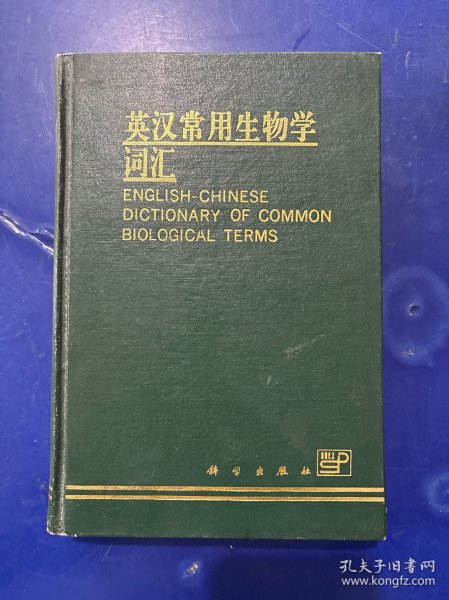 英汉常用生物学
词汇
ENGLISH-CHINESE
DICTIONARY OF COMMON
BIOLOGICAL TERMS
科学出版社
孔夫子旧书网
www.kongfz.com